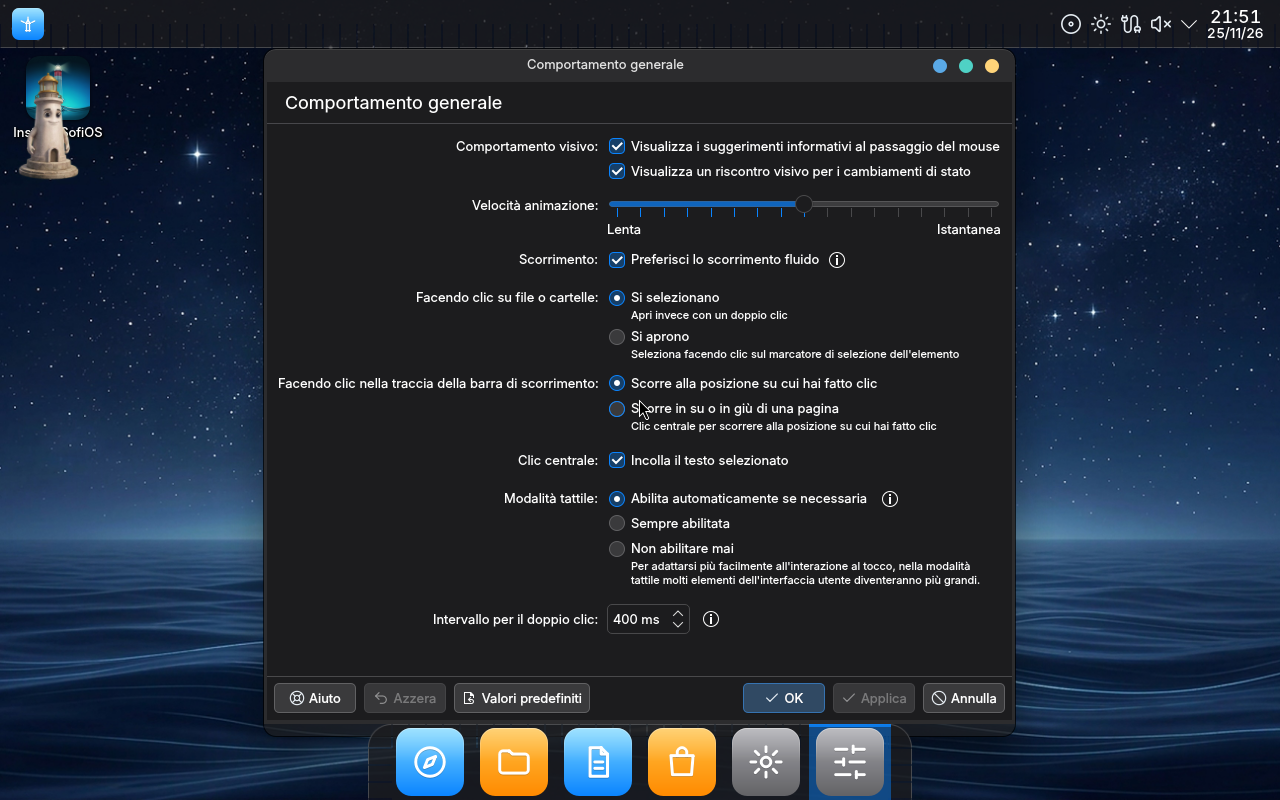 21:51
25/11/26
Comportamento generale
Comportamento generale
Comportamento visivo:
Visualizza i suggerimenti informativi al passaggio del mouse
Visualizza un riscontro visivo per i cambiamenti di stato
Velocità animazione:
Lenta
Istantanea
Scorrimento:
Preferisci lo scorrimento fluido
Facendo clic su file o cartelle:
Si selezionano
Apri invece con un doppio clic
Si aprono
Seleziona facendo clic sul marcatore di selezione dell'elemento
Facendo clic nella traccia della barra di scorrimento:
Scorre alla posizione su cui hai fatto clic
Scorre in su o in giù di una pagina
Clic centrale per scorrere alla posizione su cui hai fatto clic
Clic centrale:
Incolla il testo selezionato
Modalità tattile:
Abilita automaticamente se necessaria
Sempre abilitata
Non abilitare mai
Per adattarsi più facilmente all'interazione al tocco, nella modalità
tattile molti elementi dell'interfaccia utente diventeranno più grandi.
Intervallo per il doppio clic:
400 ms
Aiuto
Azzera
Valori predefiniti
OK
Applica
Annulla